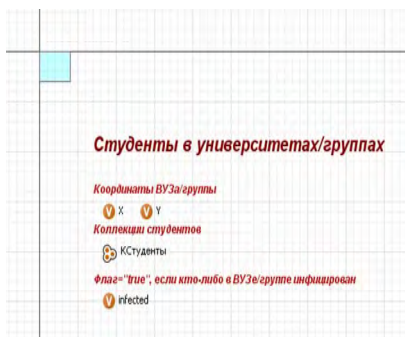 Студенты в университетах/группах
Координаты ВУЗа/группы
X Y
Коллекции студентов
КСтуденты
Флаг="true", если кто-либо в ВУЗе/группе инфицирован
infected